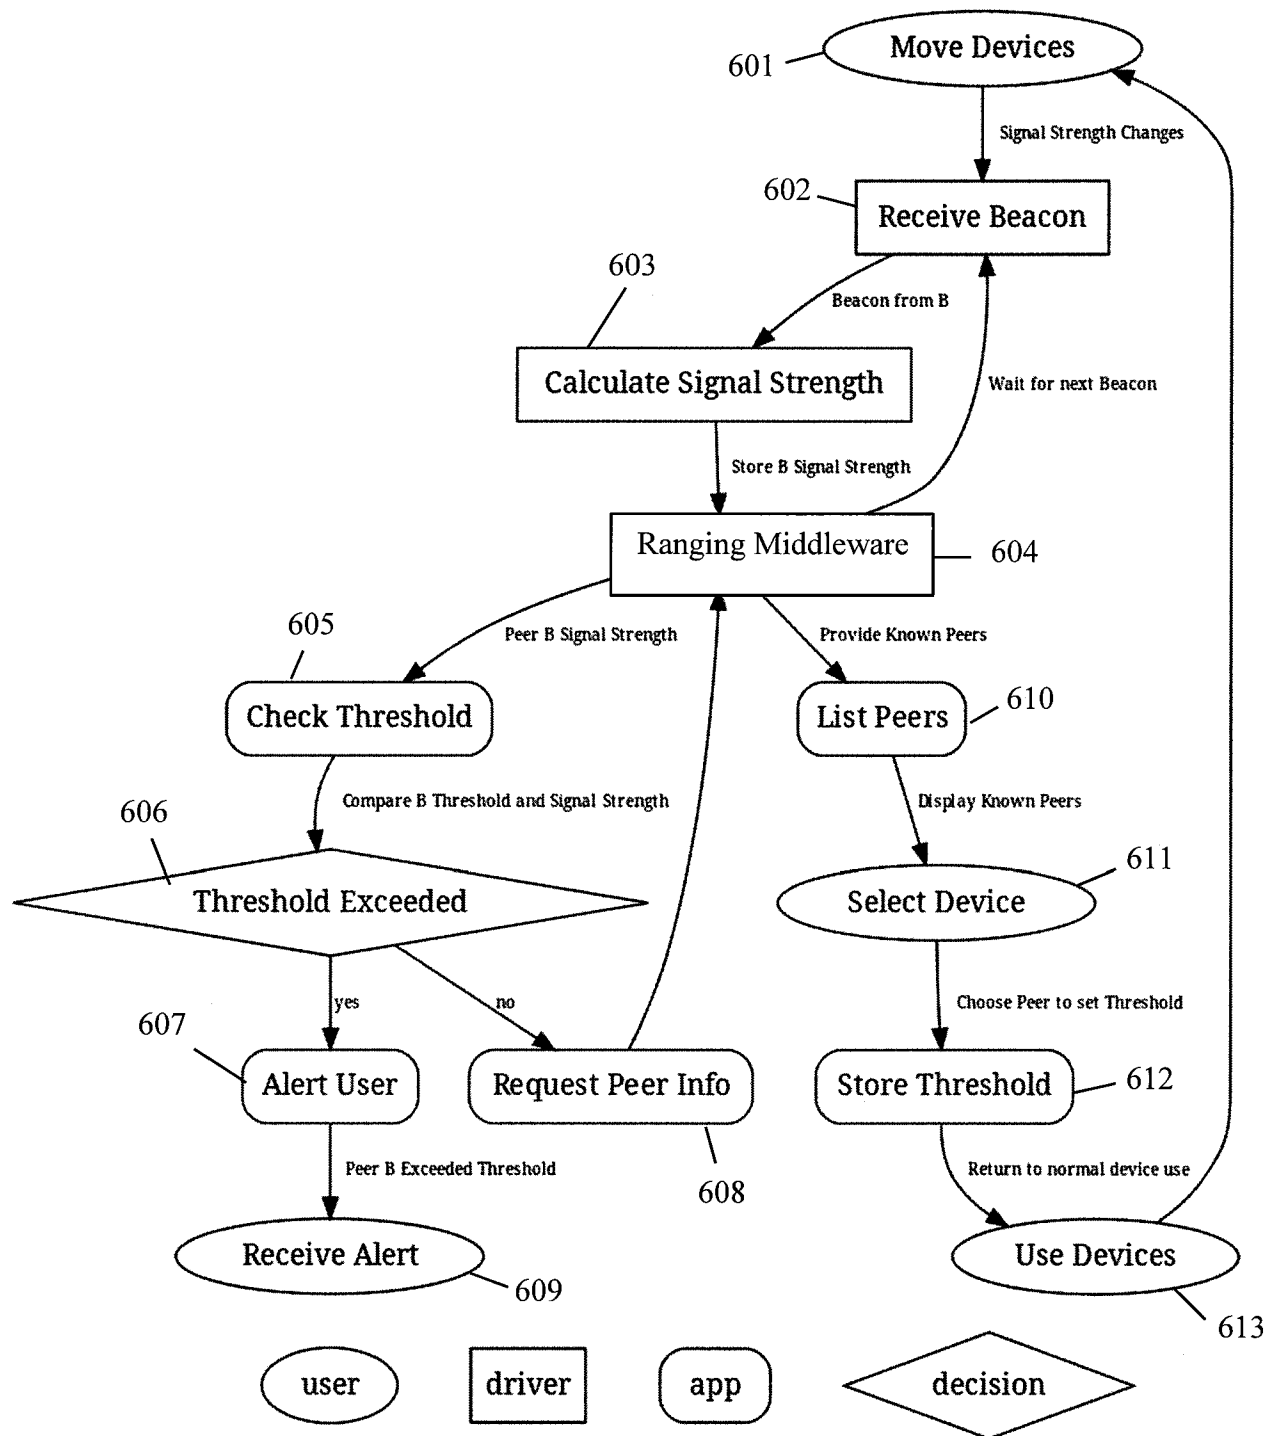 Move Devices
601
Signal Strength Changes
602
Receive Beacon
603
Beacon from B
Calculate Signal Strength
Wait for next Beacon
Store B Signal Strength
Ranging Middleware
604
605
Peer B Signal Strength
Provide Known Peers
Check Threshold
List Peers
610
606
Compare B Threshold and Signal Strength
Display Known Peers
611
Threshold Exceeded
Select Device
yes
no
Choose Peer to set Threshold
607
Alert User
Request Peer Info
Store Threshold
612
Peer B Exceeded Threshold
608
Return to normal device use
Receive Alert
609
Use Devices
613
user
driver
app
decision